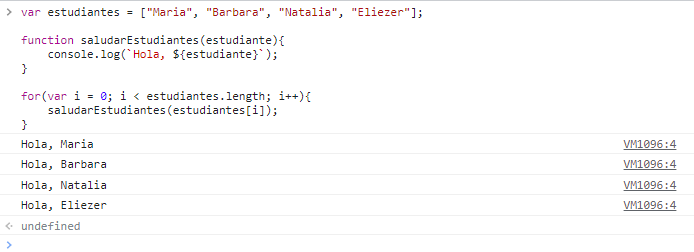 var estudiantes = ["Maria", "Barbara", "Natalia", "Eliezer"];
function saludarEstudiantes(estudiante){
console.log(`Hola, ${estudiante}`);
}
for(var i = 0; i < estudiantes.length; i++){
saludarEstudiantes(estudiantes[i]);
}
Hola, Maria VM1096:4
Hola, Barbara VM1096:4
Hola, Natalia VM1096:4
Hola, Eliezer VM1096:4
undefined